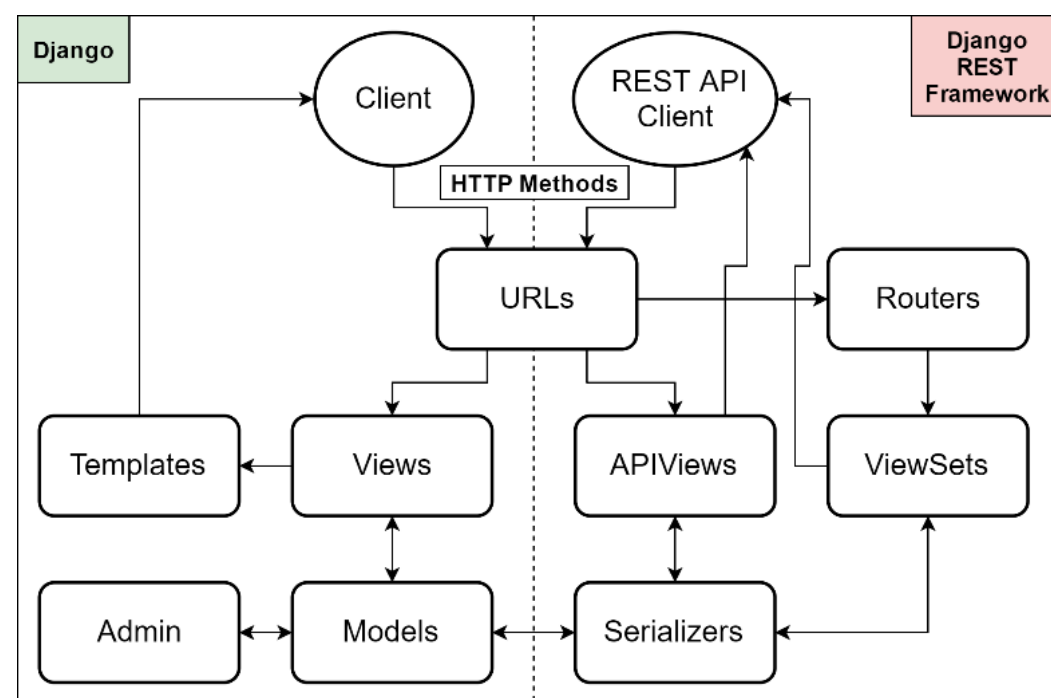 Django
Client
REST API
Client
Django
REST
Framework
HTTP Methods
URLs
Routers
Templates
Views
APIViews
ViewSets
Admin
Models
Serializers